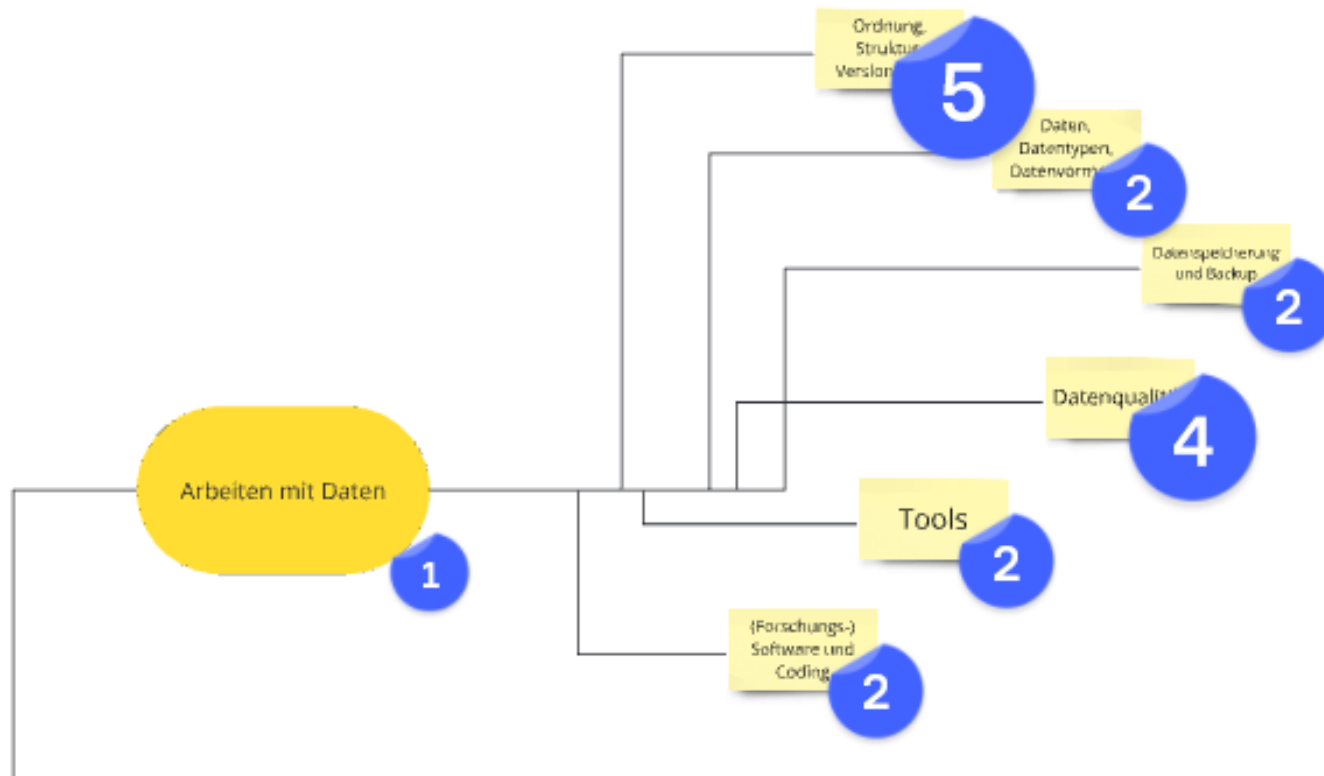 Ordnung,
Struktur
Version
5
Daten,
Datentypen,
2
Datenspeicherung
und Backup
2
4
Arbeiten mit Daten
1
Tools
2
(Forschungs-)
Software und
Coding
2